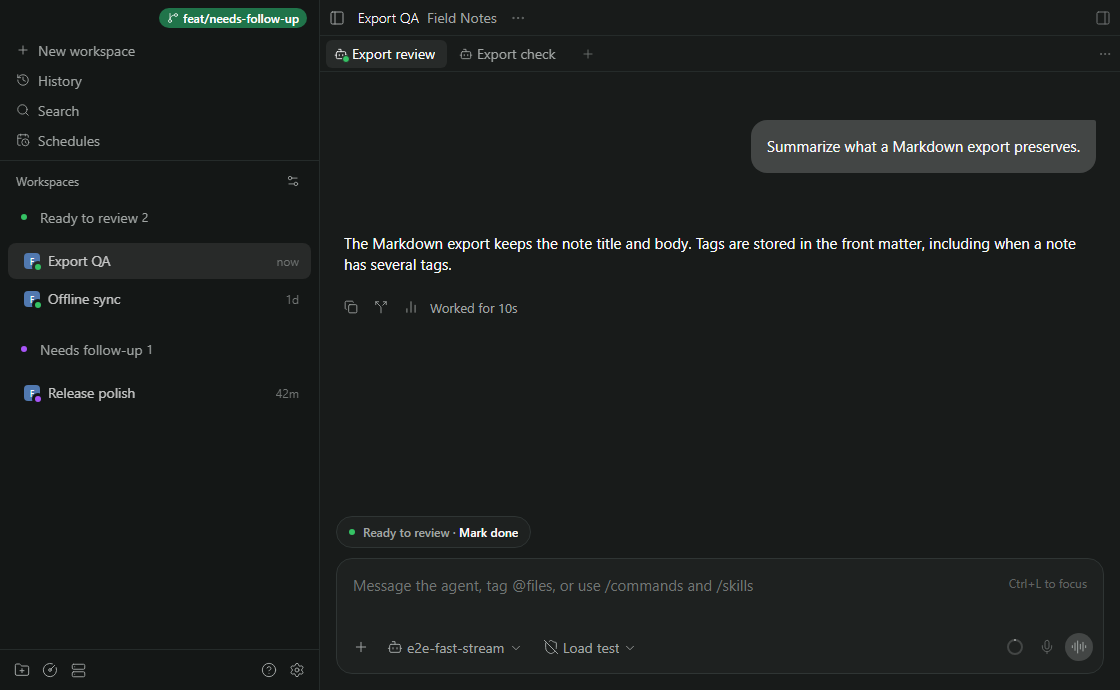 feat/needs-follow-up
New workspace
History
Search
Schedules
Workspaces
Ready to review 2
F Export QA now
F Offline sync 1d
Needs follow-up 1
F Release polish 42m
Export QA Field Notes
Export review
Export check
Summarize what a Markdown export preserves.
The Markdown export keeps the note title and body. Tags are stored in the front matter, including when a note
has several tags.
Worked for 10s
Ready to review · Mark done
Message the agent, tag @files, or use /commands and /skills
Ctrl+L to focus
e2e-fast-stream
Load test